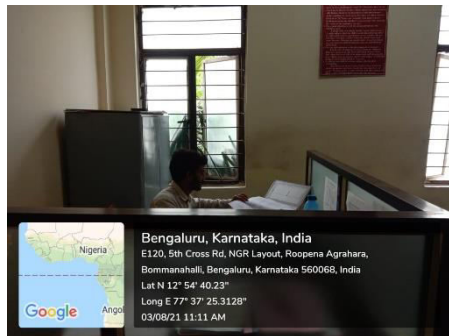 Nigeria
Angol
Google
Bengaluru, Karnataka, India
E120, 5th Cross Rd, NGR Layout, Roopena Agrahara,
Bommanahalli, Bengaluru, Karnataka 560068, India
Lat N 12° 54' 40.23"
Long E 77° 37' 25.3128"
03/08/21 11:11 AM